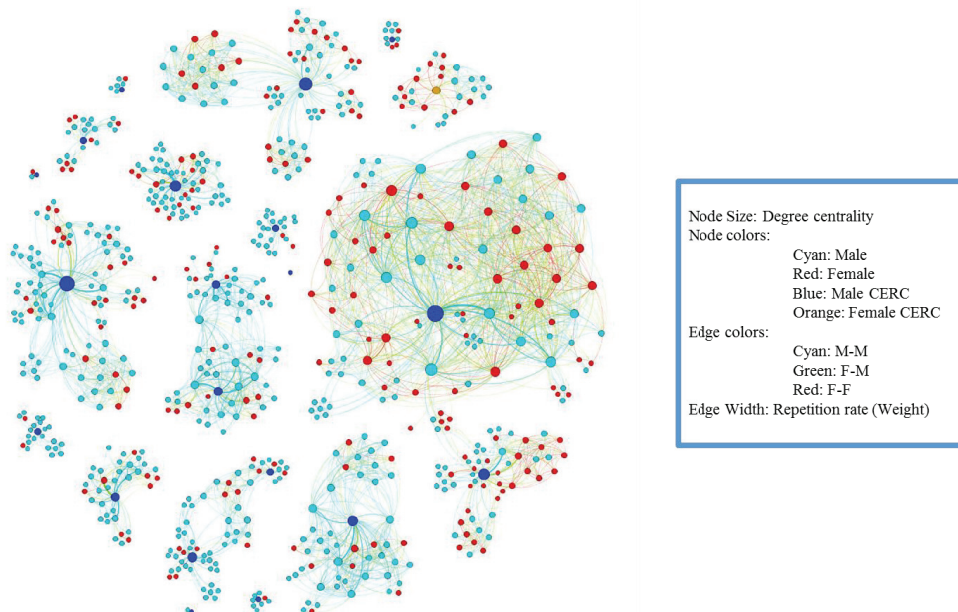 Node Size: Degree centrality
Node colors:
Cyan: Male
Red: Female
Blue: Male CERC
Orange: Female CERC
Edge colors:
Cyan: M-M
Green: F-M
Red: F-F
Edge Width: Repetition rate (Weight)